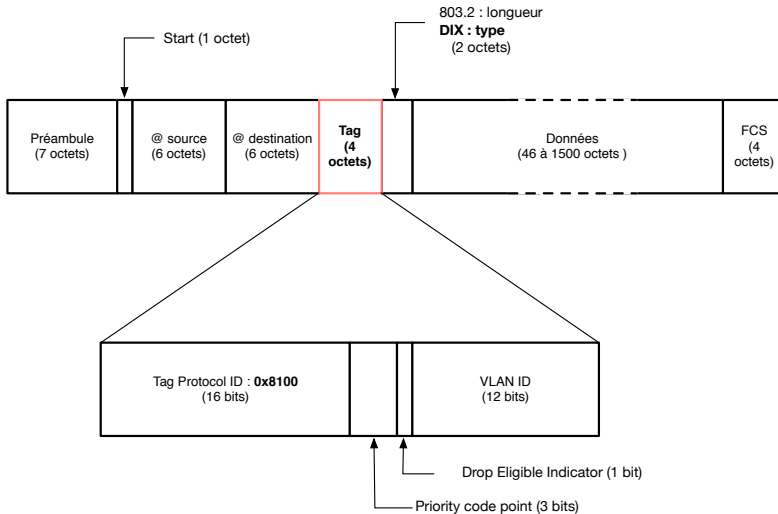 803.2 : longueur
DIX : type
(2 octets)
Start (1 octet)
Préambule
(7 octets)
@ source
(6 octets)
@ destination
(6 octets)
Tag
(4
octets)
Données
(46 à 1500 octets )
FCS
(4
octets)
Tag Protocol ID : 0x8100
(16 bits)
VLAN ID
(12 bits)
Drop Eligible Indicator (1 bit)
Priority code point (3 bits)